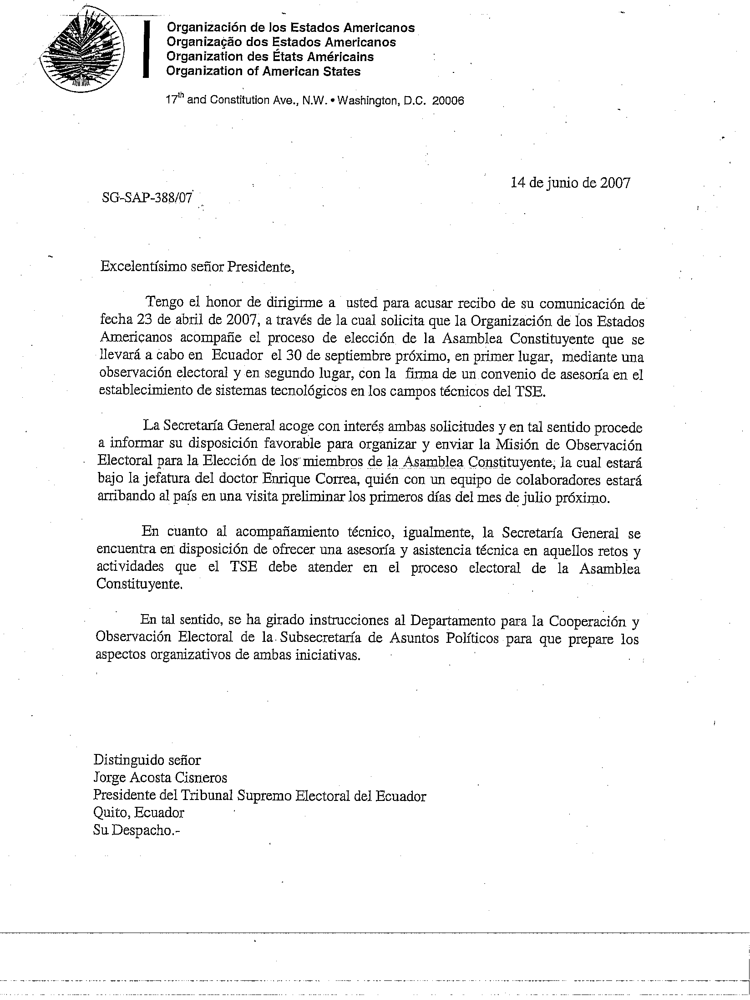 Organización de los Estados Americanos
Organização dos Estados Americanos
Organization des États Américains
Organization of American States
17th and Constitution Ave., N.W. • Washington, D.C. 20006
14 de junio de 2007
SG-SAP-388/07
Excelentísimo señor Presidente,
Tengo el honor de dirigirme a usted para acusar recibo de su comunicación de
fecha 23 de abril de 2007, a través de la cual solicita que la Organización de los Estados
Americanos acompañe el proceso de elección de la Asamblea Constituyente que se
llevará a cabo en Ecuador el 30 de septiembre próximo, en primer lugar, mediante una
observación electoral y en segundo lugar, con la firma de un convenio de asesoría en el
establecimiento de sistemas tecnológicos en los campos técnicos del TSE.
La Secretaría General acoge con interés ambas solicitudes y en tal sentido procede
a informar su disposición favorable para organizar y enviar la Misión de Observación
Electoral para la Elección de los miembros de la Asamblea Constituyente, la cual estará
bajo la jefatura del doctor Enrique Correa, quién con un equipo de colaboradores estará
arribando al país en una visita preliminar los primeros días del mes de julio próximo.
En cuanto al acompañamiento técnico, igualmente, la Secretaría General se
encuentra en disposición de ofrecer una asesoría y asistencia técnica en aquellos retos y
actividades que el TSE debe atender en el proceso electoral de la Asamblea
Constituyente.
En tal sentido, se ha girado instrucciones al Departamento para la Cooperación y
Observación Electoral de la Subsecretaría de Asuntos Políticos para que prepare los
aspectos organizativos de ambas iniciativas.
Distinguido señor
Jorge Acosta Cisneros
Presidente del Tribunal Supremo Electoral del Ecuador
Quito, Ecuador
Su Despacho.-